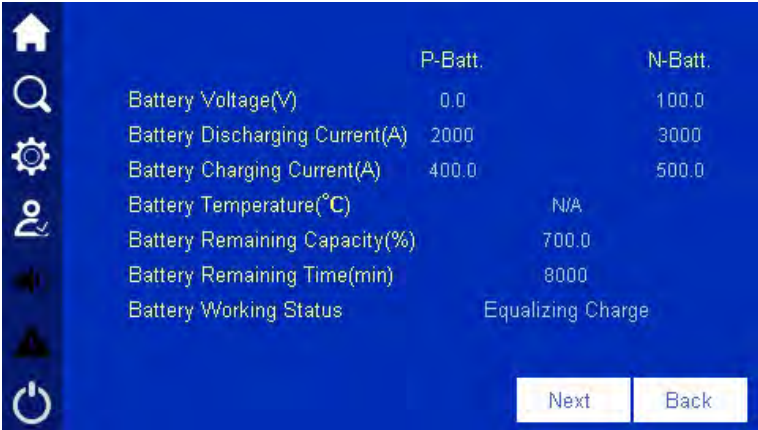 P-Batt. N-Batt.
Battery Voltage(V) 0.0 100.0
Battery Discharging Current(A) 2000 3000
Battery Charging Current(A) 400.0 500.0
Battery Temperature(°C) N/A
Battery Remaining Capacity(%) 700.0
Battery Remaining Time(min) 8000
Battery Working Status Equalizing Charge
Next Back